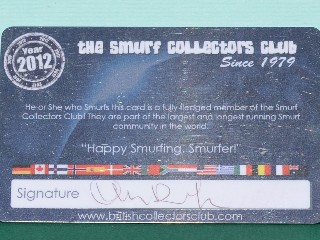 Year
2012
THE SMURF COLLECTORS CLUB
Since 1979
He or She who Smurfs this card is a fully fledged member of the Smurf
Collectors Club! They are part of the largest and longest running Smurf
community in the world.
"Happy Smurfing, Smurfer!"
Signature
www.britishcollectorsclub.com